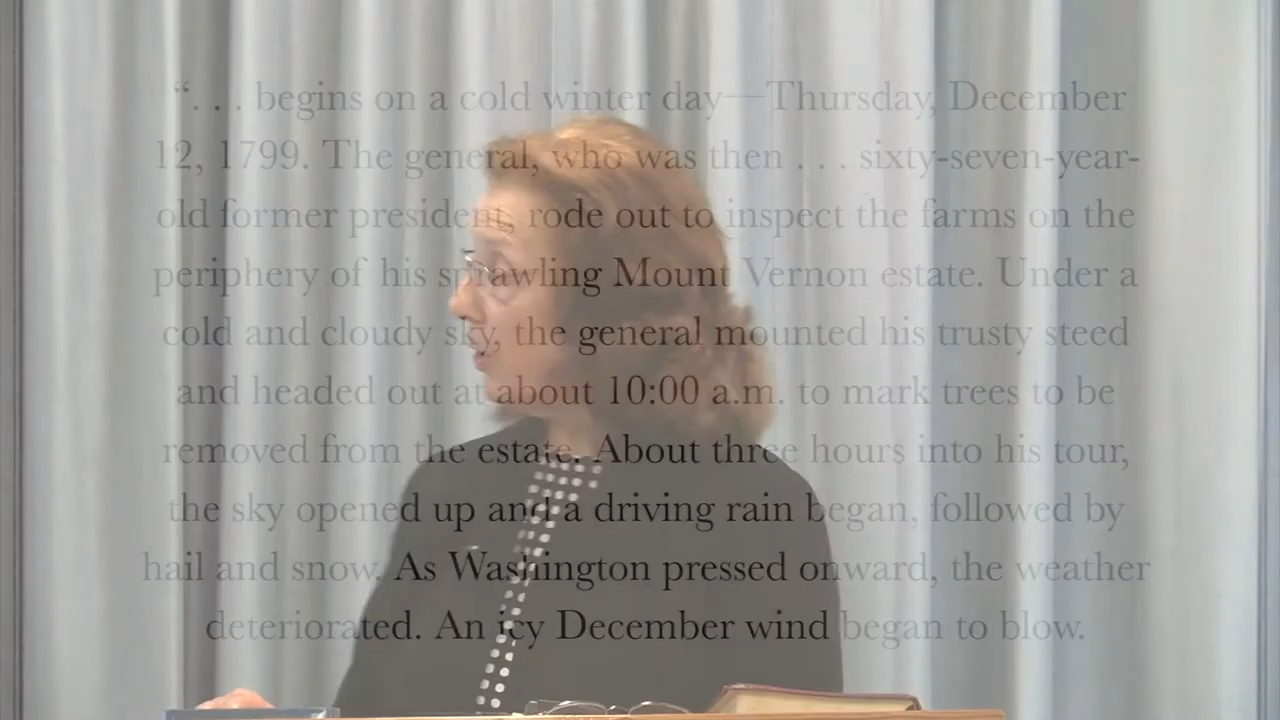 “. . . begins on a cold winter day—Thursday, December
12, 1799. The general, who was then . . . sixty-seven-year-
old former president, rode out to inspect the farms on the
periphery of his sprawling Mount Vernon estate. Under a
cold and cloudy sky, the general mounted his trusty steed
and headed out at about 10:00 a.m. to mark trees to be
removed from the estate. About three hours into his tour,
the sky opened up and a driving rain began, followed by
hail and snow. As Washington pressed onward, the weather
deteriorated. An icy December wind began to blow.